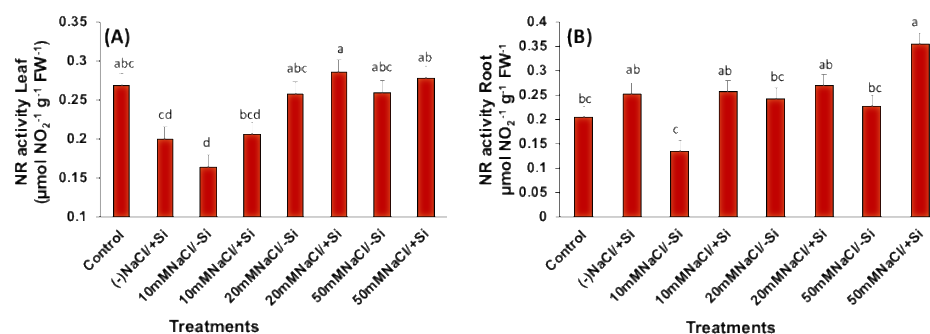 (A)
NR activity Leaf
(µmol NO₂⁻¹ g⁻¹ FW⁻¹)
0.35
0.3
0.25
0.2
0.15
0.1
abc
cd
d
bcd
abc
a
abc
ab
Control
(-)NaCl/+Si
10mMNaCl/-Si
10mMNaCl/+Si
20mMNaCl/-Si
20mMNaCl/+Si
50mMNaCl/-Si
50mMNaCl/+Si
Treatments
(B)
NR activity Root
µmol NO₂⁻¹ g⁻¹ FW⁻¹)
0.4
0.35
0.3
0.25
0.2
0.15
0.1
0.05
0
bc
ab
c
ab
bc
ab
bc
a
Control
(-)NaCl/+Si
10mMNaCl/-Si
10mMNaCl/+Si
20mMNaCl/-Si
20mMNaCl/+Si
50mMNaCl/-Si
50mMNaCl/+Si
Treatments